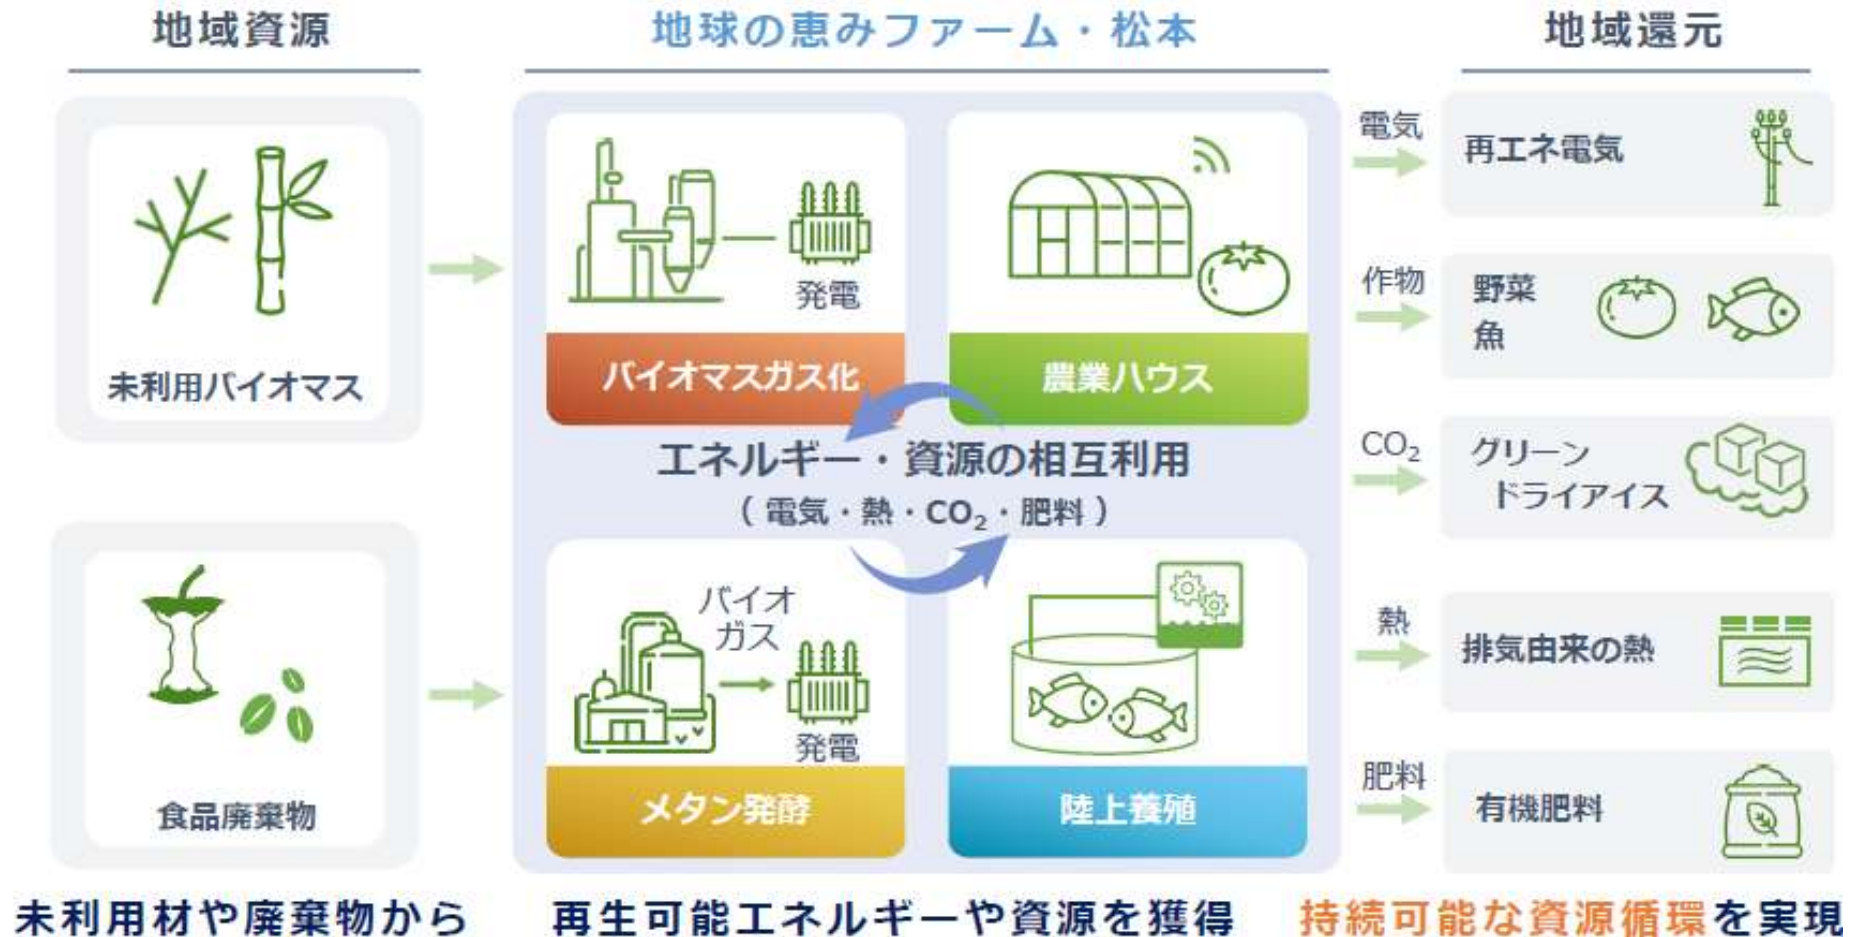 地域資源
地球の恵みファーム・松本
地域還元
未利用バイオマス
発電
バイオマスガス化
農業ハウス
エネルギー・資源の相互利用
（ 電気・熱・CO₂・肥料 ）
食品廃棄物
バイオ
ガス
発電
メタン発酵
陸上養殖
電気
再エネ電気
作物
野菜
魚
CO₂
グリーン
ドライアイス
熱
排気由来の熱
肥料
有機肥料
未利用材や廃棄物から
再生可能エネルギーや資源を獲得
持続可能な資源循環を実現